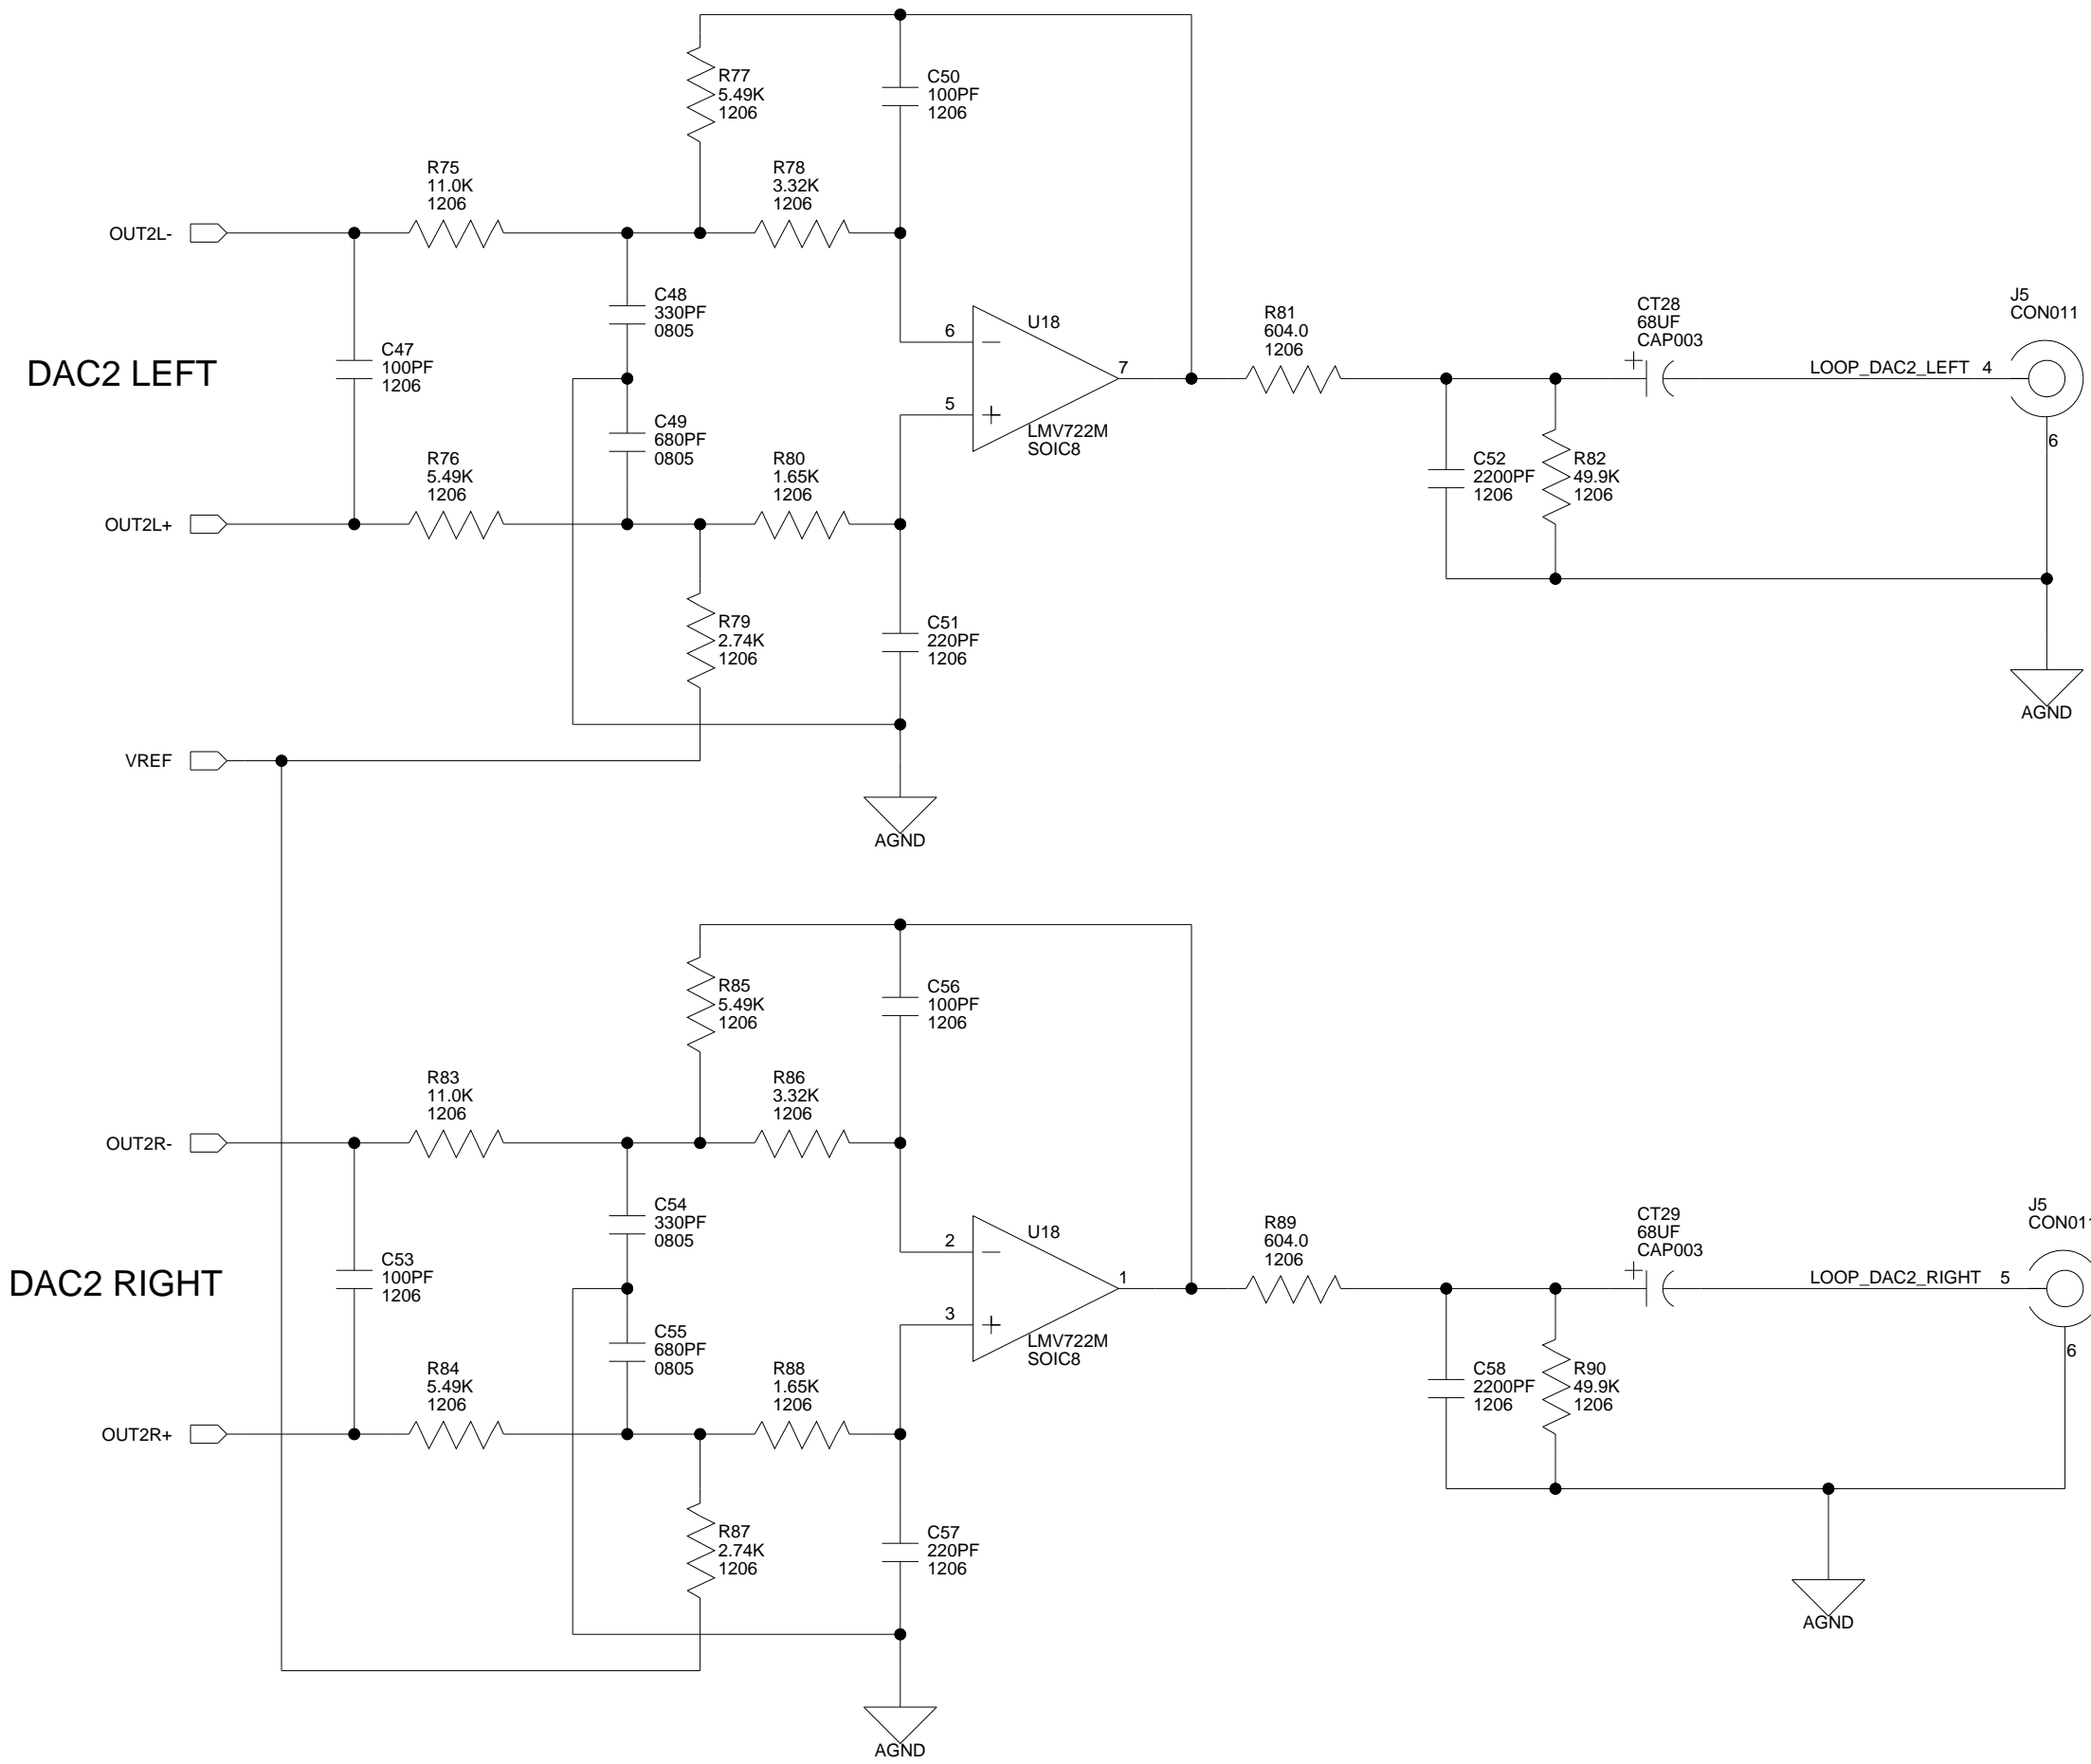 R77
5.49K
1206
C50
100PF
1206
R75
11.0K
1206
R78
3.32K
1206
OUT2L-
C48
330PF
0805
6
U18
7
R81
604.0
1206
CT28
68UF
CAP003
+
J5
CON011
DAC2 LEFT
C47
100PF
1206
LOOP_DAC2_LEFT 4
C49
680PF
0805
5
LMV722M
SOIC8
6
R76
5.49K
1206
R80
1.65K
1206
C52
2200PF
1206
R82
49.9K
1206
OUT2L+
R79
2.74K
1206
C51
220PF
1206
AGND
VREF
AGND
R85
5.49K
1206
C56
100PF
1206
R83
11.0K
1206
R86
3.32K
1206
OUT2R-
C54
330PF
0805
2
U18
1
R89
604.0
1206
CT29
68UF
CAP003
+
J5
CON011
DAC2 RIGHT
C53
100PF
1206
LOOP_DAC2_RIGHT 5
C55
680PF
0805
3
LMV722M
SOIC8
6
R84
5.49K
1206
R88
1.65K
1206
C58
2200PF
1206
R90
49.9K
1206
OUT2R+
R87
2.74K
1206
C57
220PF
1206
AGND
AGND